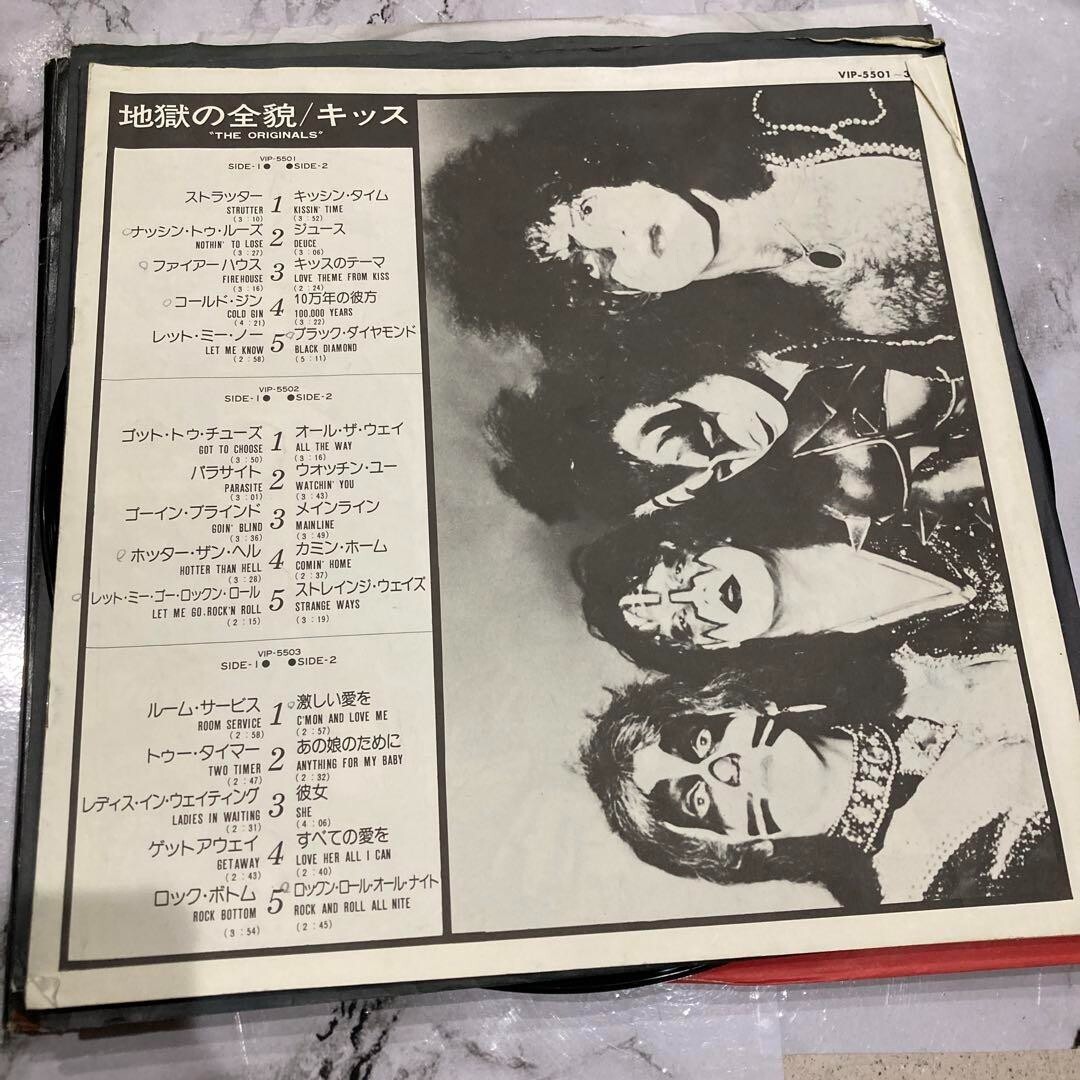 VIP-5501~3
地獄の全貌/キッス
"THE ORIGINALS"
VIP-5501
SIDE-1● ●SIDE-2
ストラッター 1 キッシン・タイム
STRUTTER KISSIN' TIME
(3:10) (3:52)
ナッシン・トゥ・ルーズ 2 ジュース
NOTHIN' TO LOSE DEUCE
(3:27) (3:06)
ファイアーハウス 3 キッスのテーマ
FIREHOUSE LOVE THEME FROM KISS
(3:16) (2:24)
コールド・ジン 4 10万年の彼方
COLD GIN 100,000 YEARS
(4:21) (3:22)
レット・ミー・ノー 5 ブラック・ダイヤモンド
LET ME KNOW BLACK DIAMOND
(2:58) (5:11)
VIP-5502
SIDE-1● ●SIDE-2
ゴット・トゥ・チューズ 1 オール・ザ・ウェイ
GOT TO CHOOSE ALL THE WAY
(3:50) (3:16)
パラサイト 2 ウォッチン・ユー
PARASITE WATCHIN' YOU
(3:01) (3:43)
ゴーイン・ブラインド 3 メインライン
GOIN' BLIND MAINLINE
(3:36) (3:49)
ホッター・ザン・ヘル 4 カミン・ホーム
HOTTER THAN HELL COMIN' HOME
(3:28) (2:37)
レット・ミー・ゴー・ロックン・ロール 5 ストレインジ・ウェイズ
LET ME GO, ROCK'N ROLL STRANGE WAYS
(2:15) (3:19)
VIP-5503
SIDE-1● ●SIDE-2
ルーム・サービス 1 激しい愛を
ROOM SERVICE C'MON AND LOVE ME
(2:58) (2:57)
トゥー・タイマー 2 あの娘のために
TWO TIMER ANYTHING FOR MY BABY
(2:47) (2:32)
レディス・イン・ウェイティング 3 彼女
LADIES IN WAITING SHE
(2:31) (4:06)
ゲットアウェイ 4 すべての愛を
GETAWAY LOVE HER ALL I CAN
(2:43) (2:40)
ロック・ボトム 5 ロックン・ロール・オール・ナイト
ROCK BOTTOM ROCK AND ROLL ALL NITE
(3:54) (2:45)